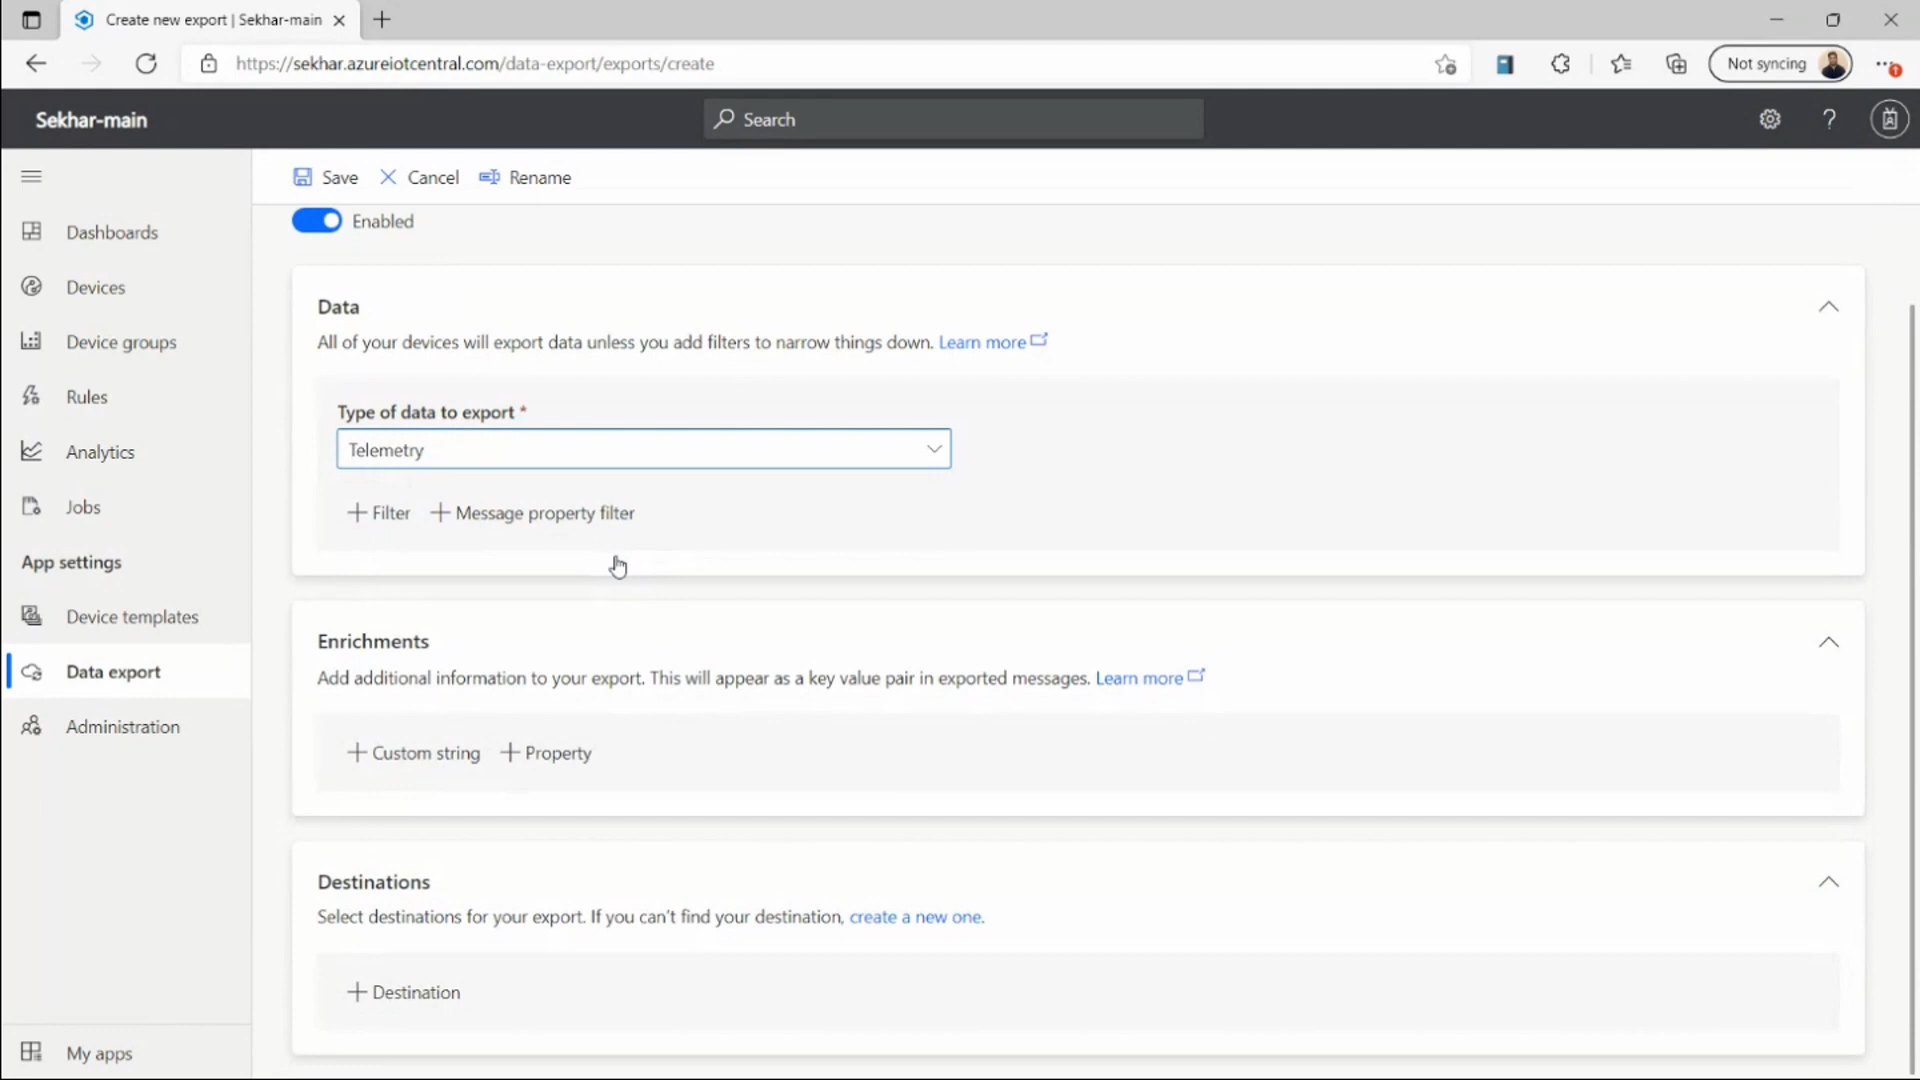 Create new export | Sekhar-main
https://sekhar.azureiotcentral.com/data-export/exports/create
Not syncing
Sekhar-main
Search
Save
Cancel
Rename
Enabled
Dashboards
Devices
Device groups
Rules
Analytics
Jobs
App settings
Device templates
Data export
Administration
My apps
Data
All of your devices will export data unless you add filters to narrow things down. Learn more
Type of data to export *
Telemetry
+ Filter + Message property filter
Enrichments
Add additional information to your export. This will appear as a key value pair in exported messages. Learn more
+ Custom string + Property
Destinations
Select destinations for your export. If you can't find your destination, create a new one.
+ Destination